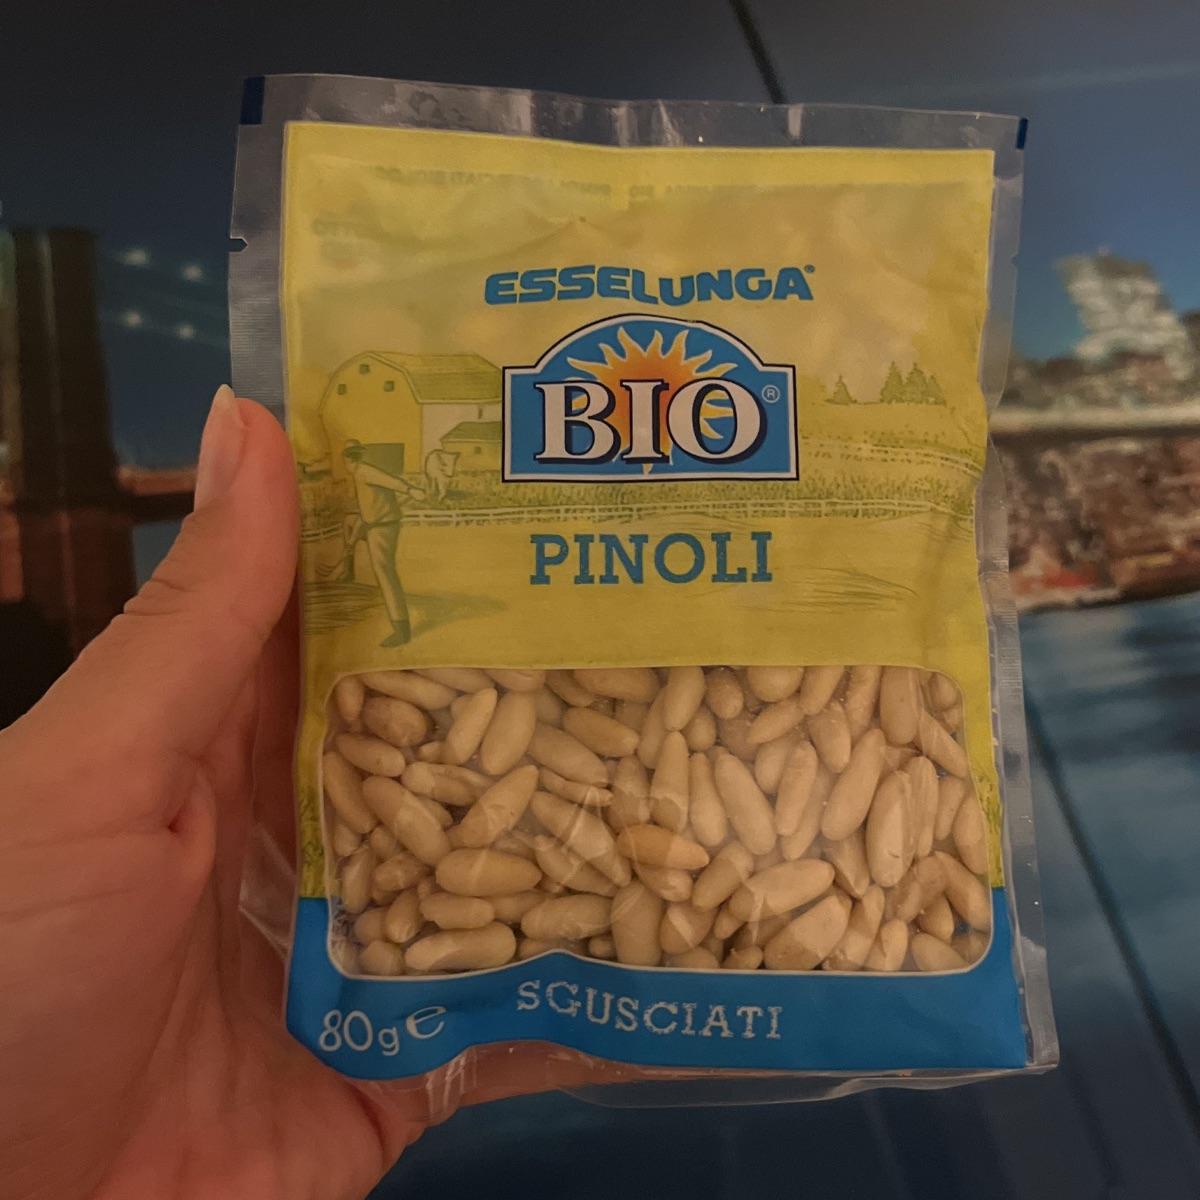 ESSELUNGA®
BIO®
PINOLI
SGUSCIATI
80g e